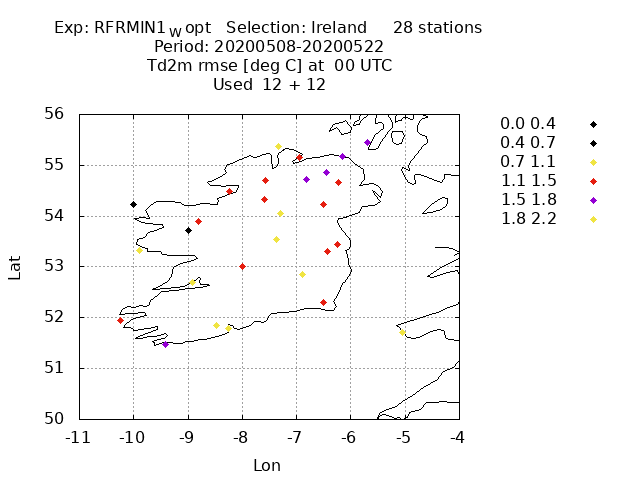 Exp: RFRMIN1_W opt Selection: Ireland 28 stations
Period: 20200508-20200522
Td2m rmse [deg C] at 00 UTC
Used 12 + 12
56
55
54
53
52
51
50
-11 -10 -9 -8 -7 -6 -5 -4
Lat
Lon
0.0 0.4
0.4 0.7
0.7 1.1
1.1 1.5
1.5 1.8
1.8 2.2